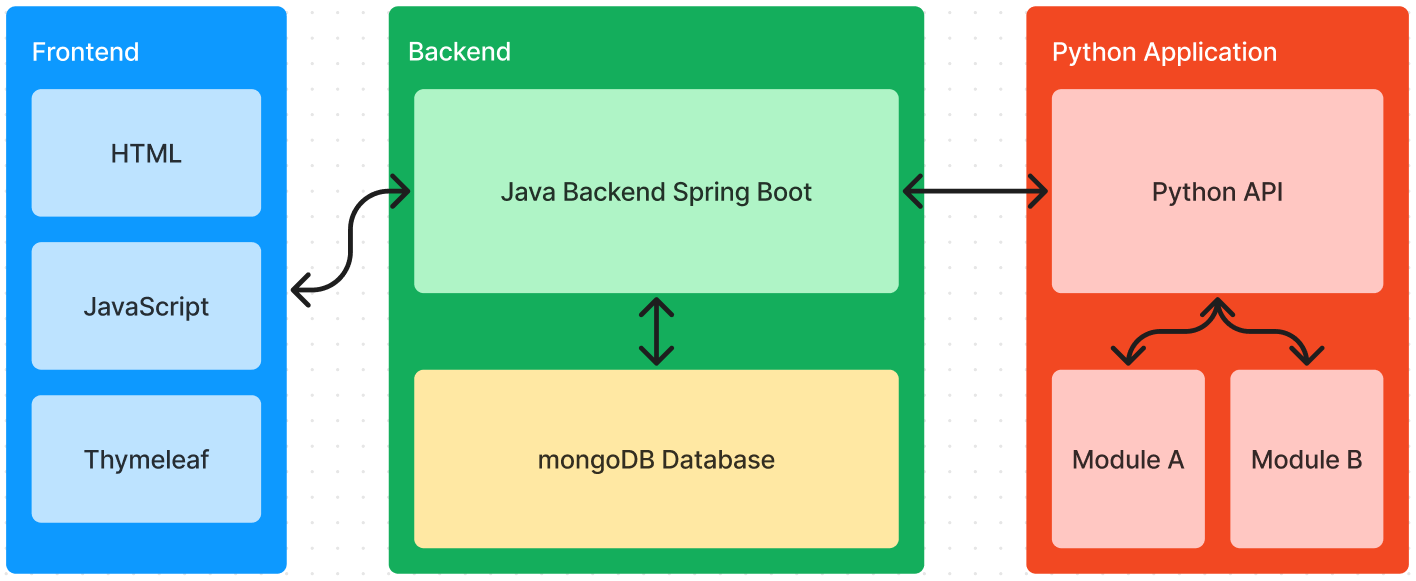 Frontend
HTML
JavaScript
Thymeleaf
Backend
Java Backend Spring Boot
mongoDB Database
Python Application
Python API
Module A
Module B